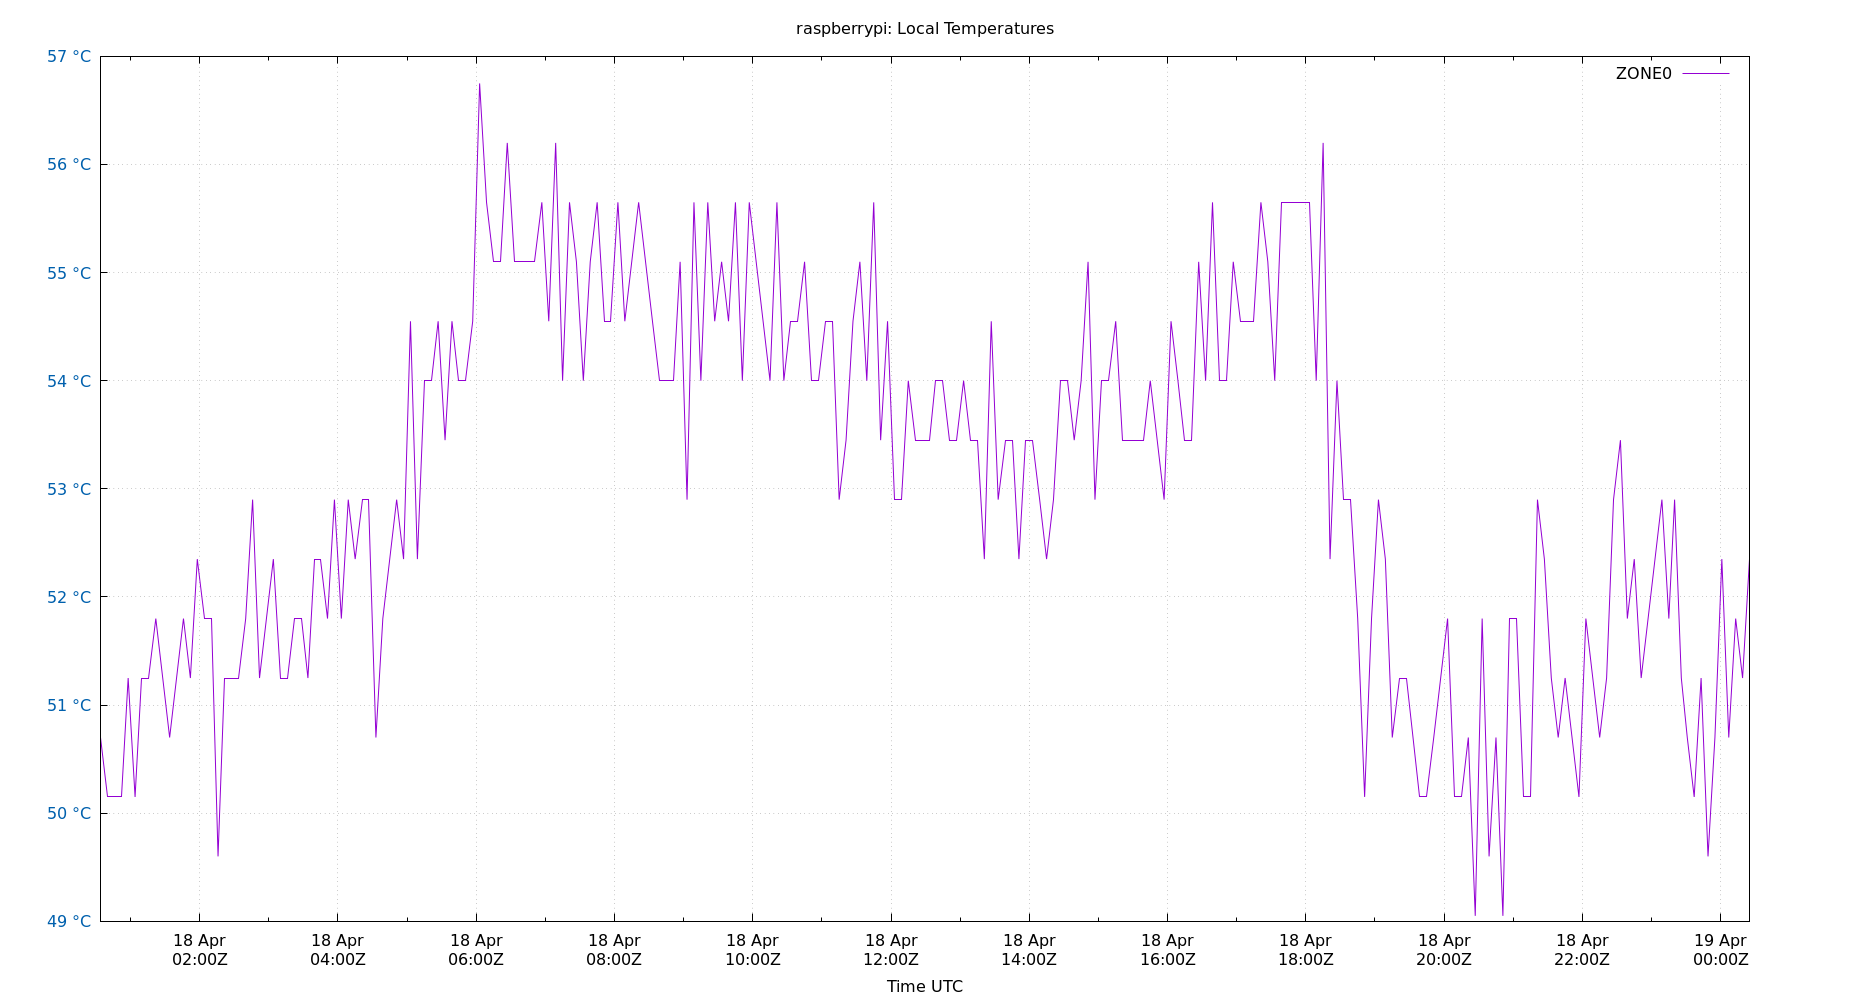 raspberrypi: Local Temperatures
57 °C
ZONE0
56 °C
55 °C
54 °C
53 °C
52 °C
51 °C
50 °C
49 °C
18 Apr 18 Apr 18 Apr 18 Apr 18 Apr 18 Apr 18 Apr 18 Apr 18 Apr 18 Apr 18 Apr 19 Apr
02:00Z 04:00Z 06:00Z 08:00Z 10:00Z 12:00Z 14:00Z 16:00Z 18:00Z 20:00Z 22:00Z 00:00Z
Time UTC